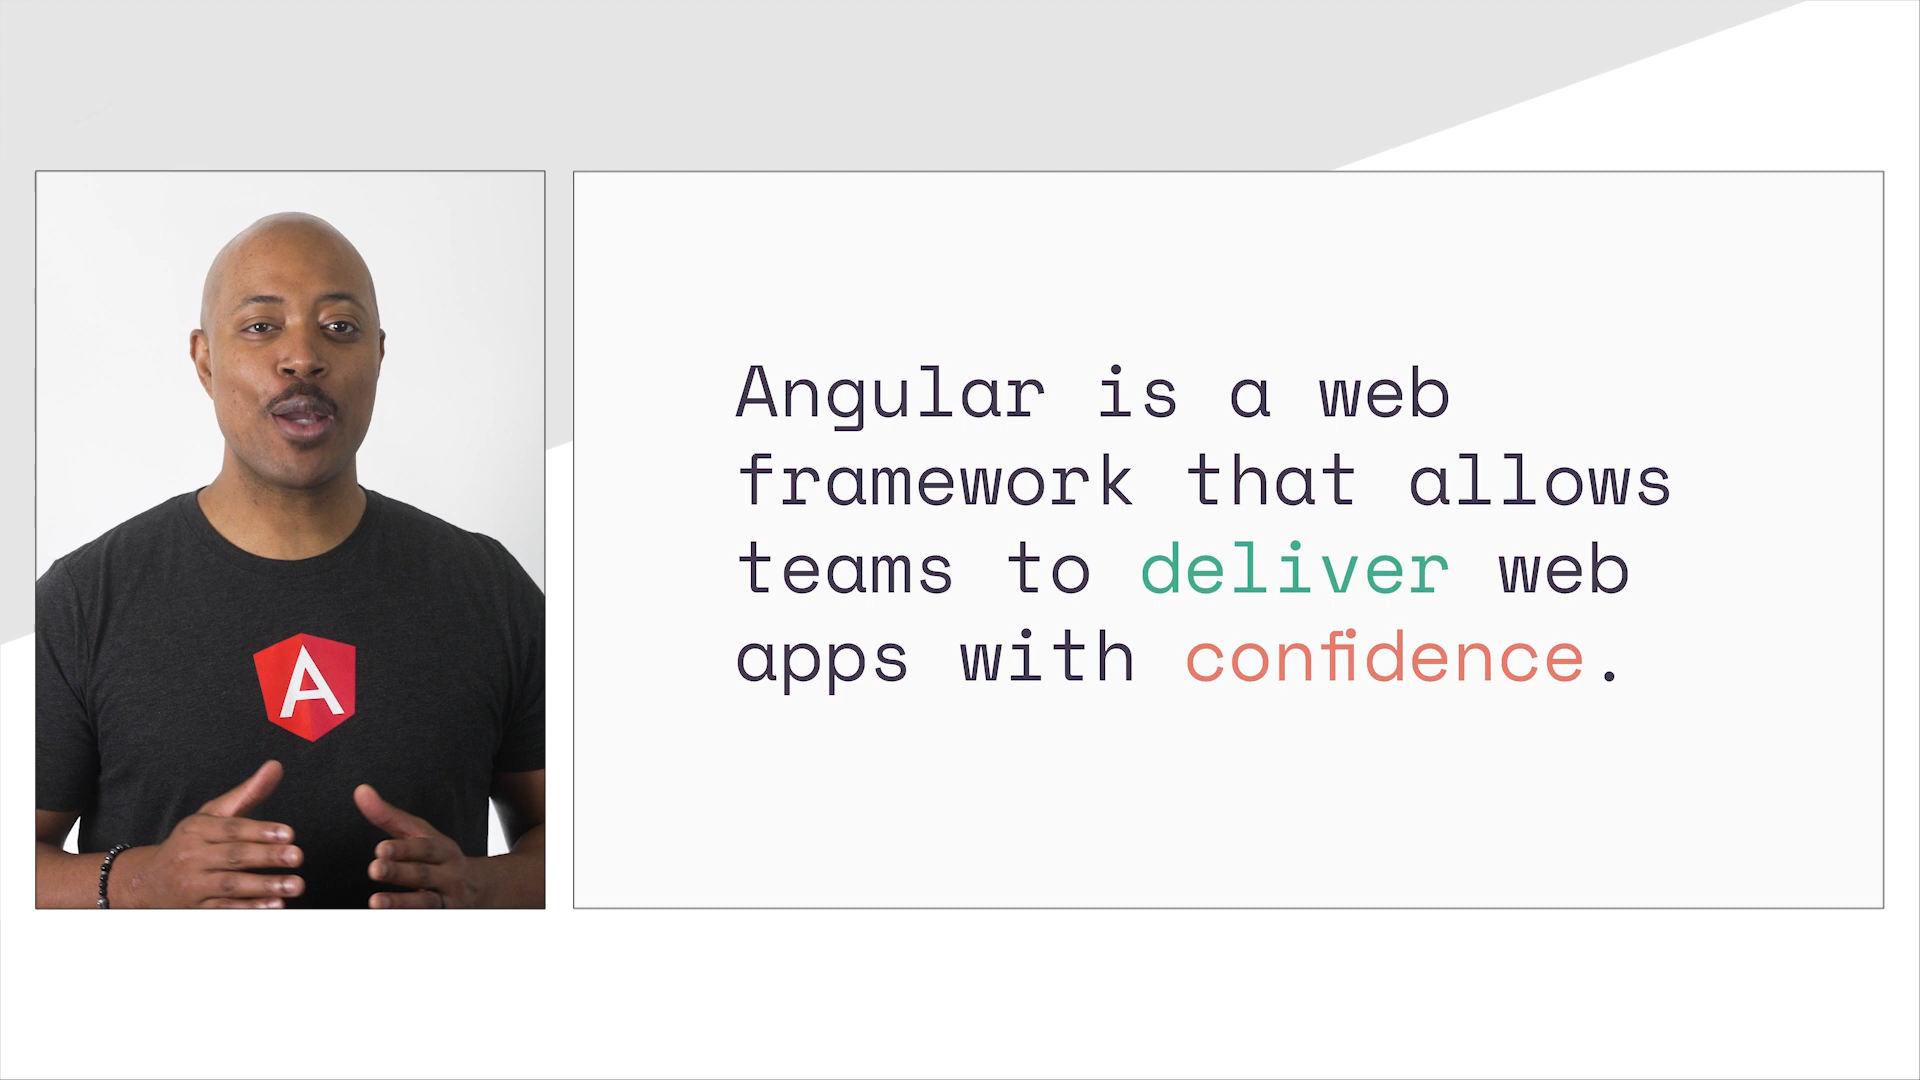 Angular is a web
framework that allows
teams to deliver web
apps with confidence.
A